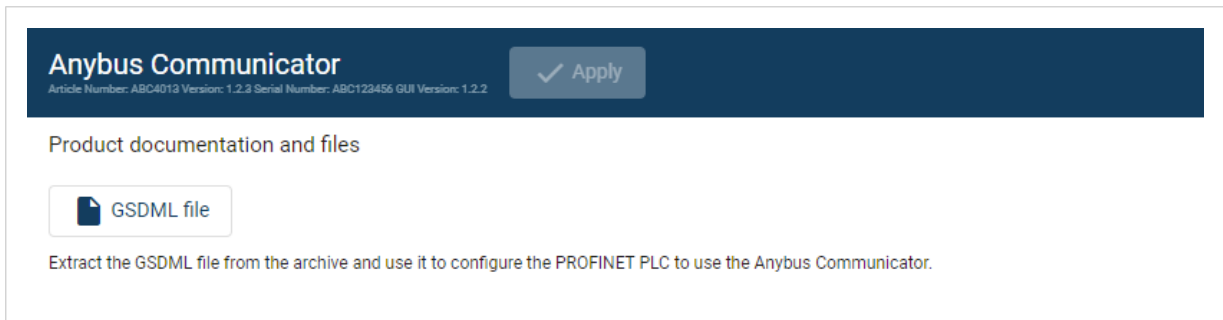 Anybus Communicator
Article Number: ABC4013 Version: 1.2.3 Serial Number: ABC123456 GUI Version: 1.2.2
Apply
Product documentation and files
GSDML file
Extract the GSDML file from the archive and use it to configure the PROFINET PLC to use the Anybus Communicator.